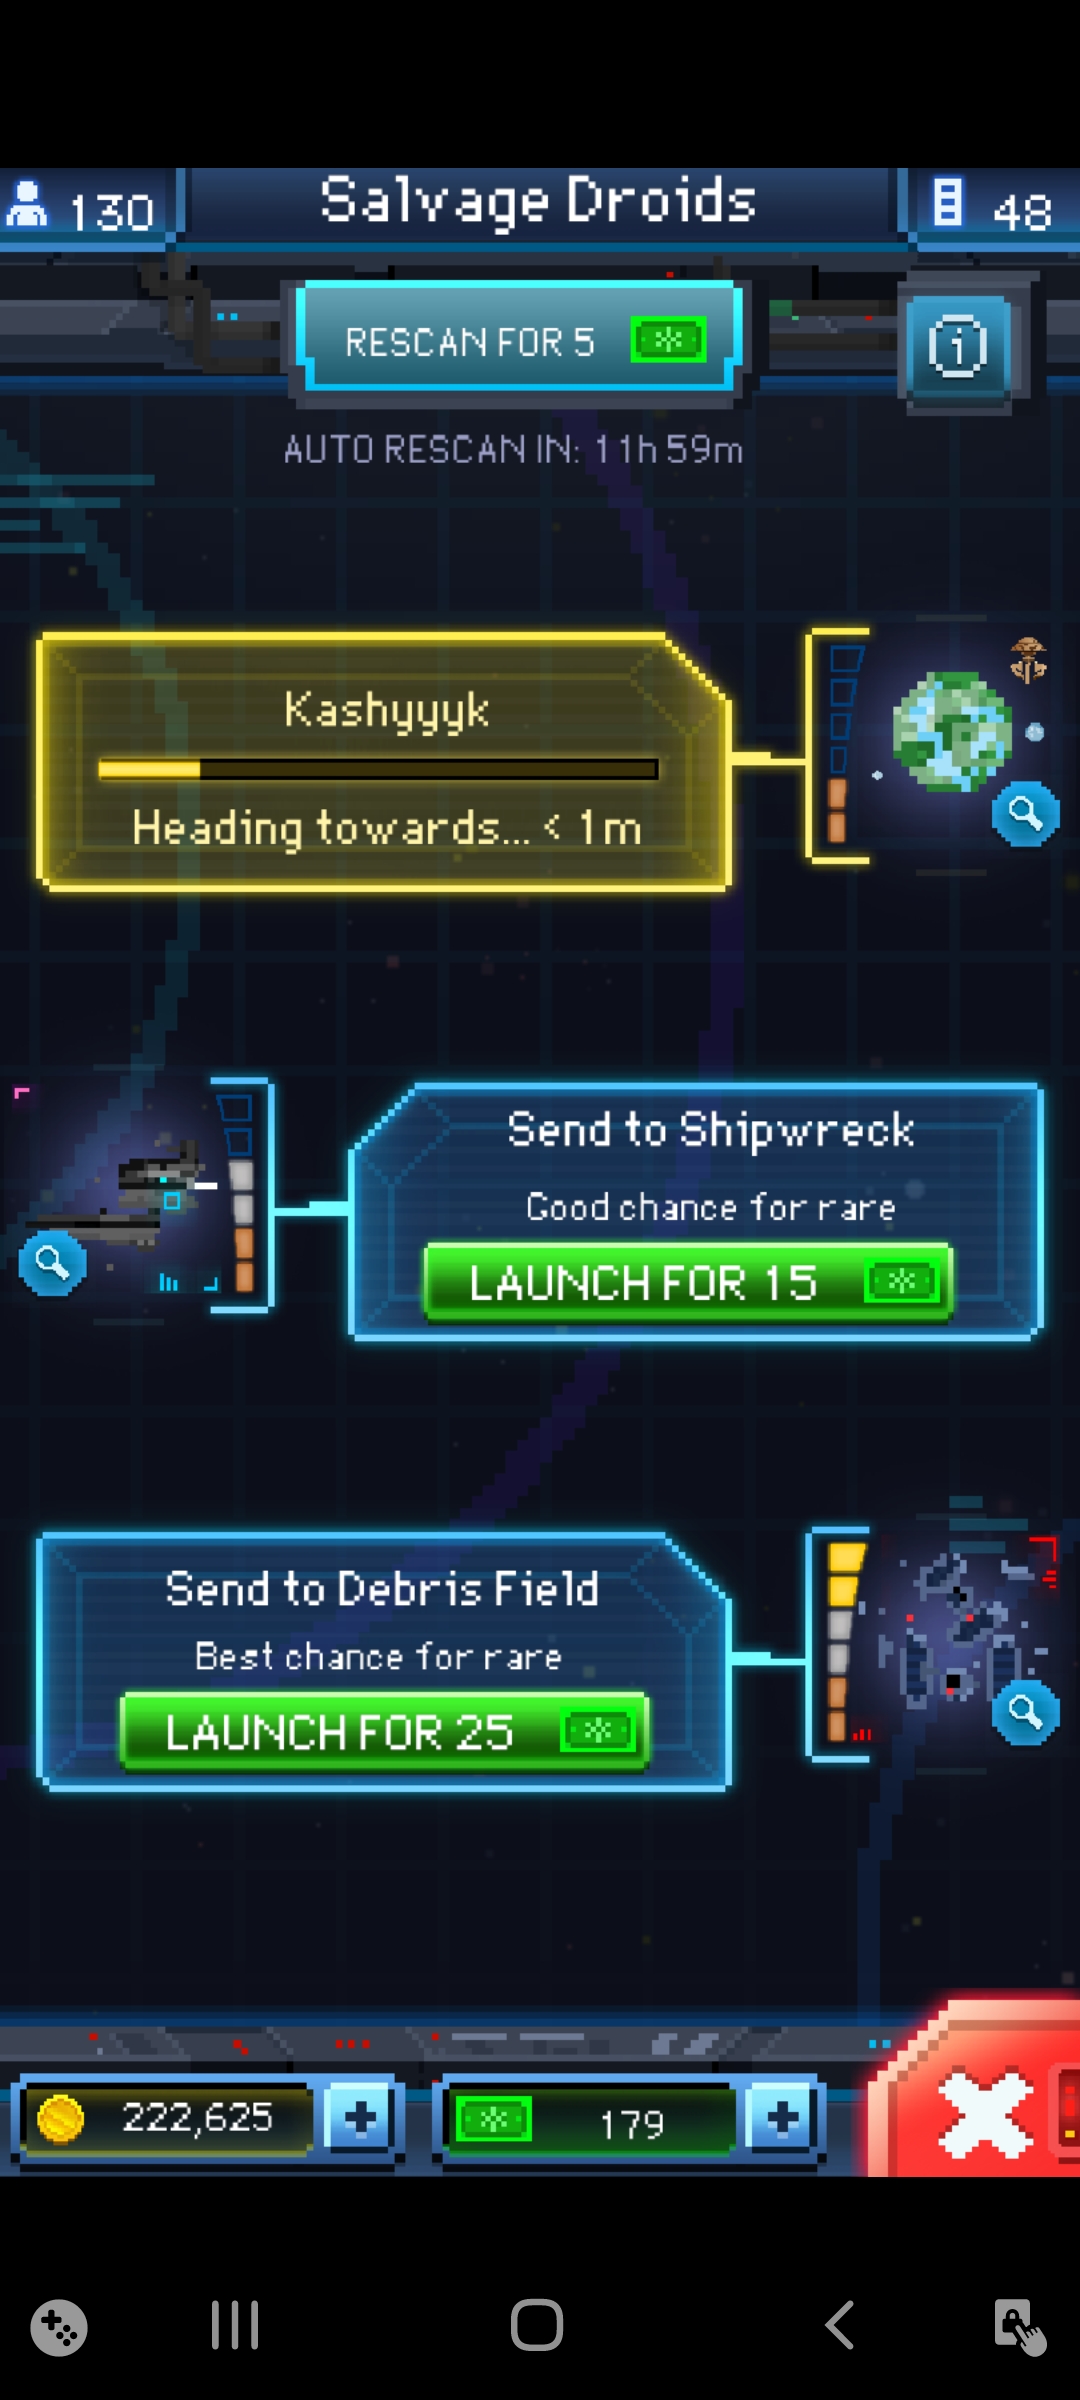 130
Salvage Droids
48
RESCAN FOR 5
AUTO RESCAN IN: 11h 59m
Kashyyyk
Heading towards... < 1m
Send to Shipwreck
Good chance for rare
LAUNCH FOR 15
Send to Debris Field
Best chance for rare
LAUNCH FOR 25
222,625
179